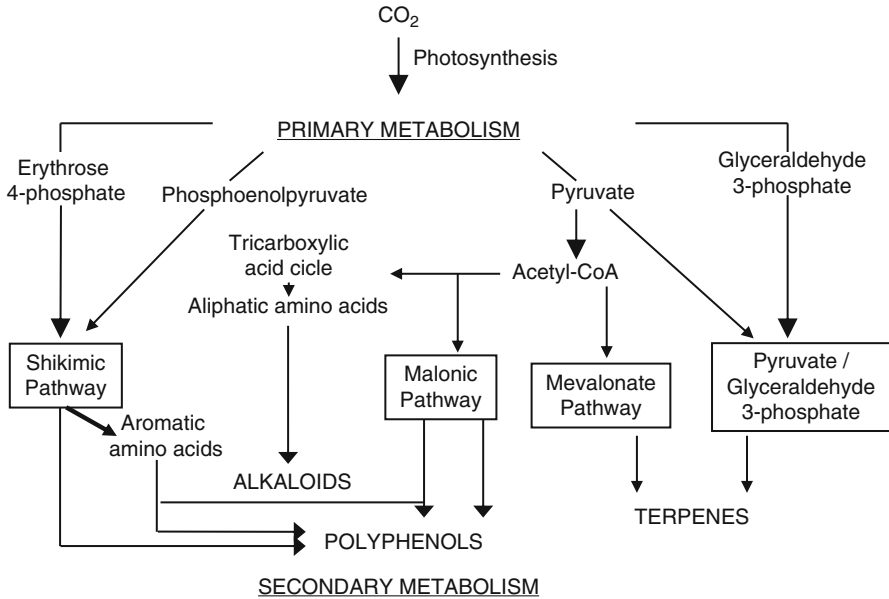 CO₂
Photosynthesis
PRIMARY METABOLISM
Erythrose
4-phosphate
Phosphoenolpyruvate
Pyruvate
Glyceraldehyde
3-phosphate
Tricarboxylic
acid cicle
Acetyl-CoA
Aliphatic amino acids
Shikimic
Pathway
Malonic
Pathway
Mevalonate
Pathway
Pyruvate /
Glyceraldehyde
3-phosphate
Aromatic
amino acids
ALKALOIDS
TERPENES
POLYPHENOLS
SECONDARY METABOLISM